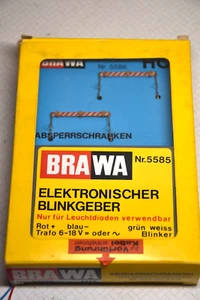 BRAWA Nr. 5586 HO
ABSPERRSCHRANKEN
BRAWA Nr.5585
ELEKTRONISCHER
BLINKGEBER
Nur für Leuchtdioden verwendbar
Rot+ blau- grün weiss
Trafo 6-18 V = oder ~ Blinker
BRAWA